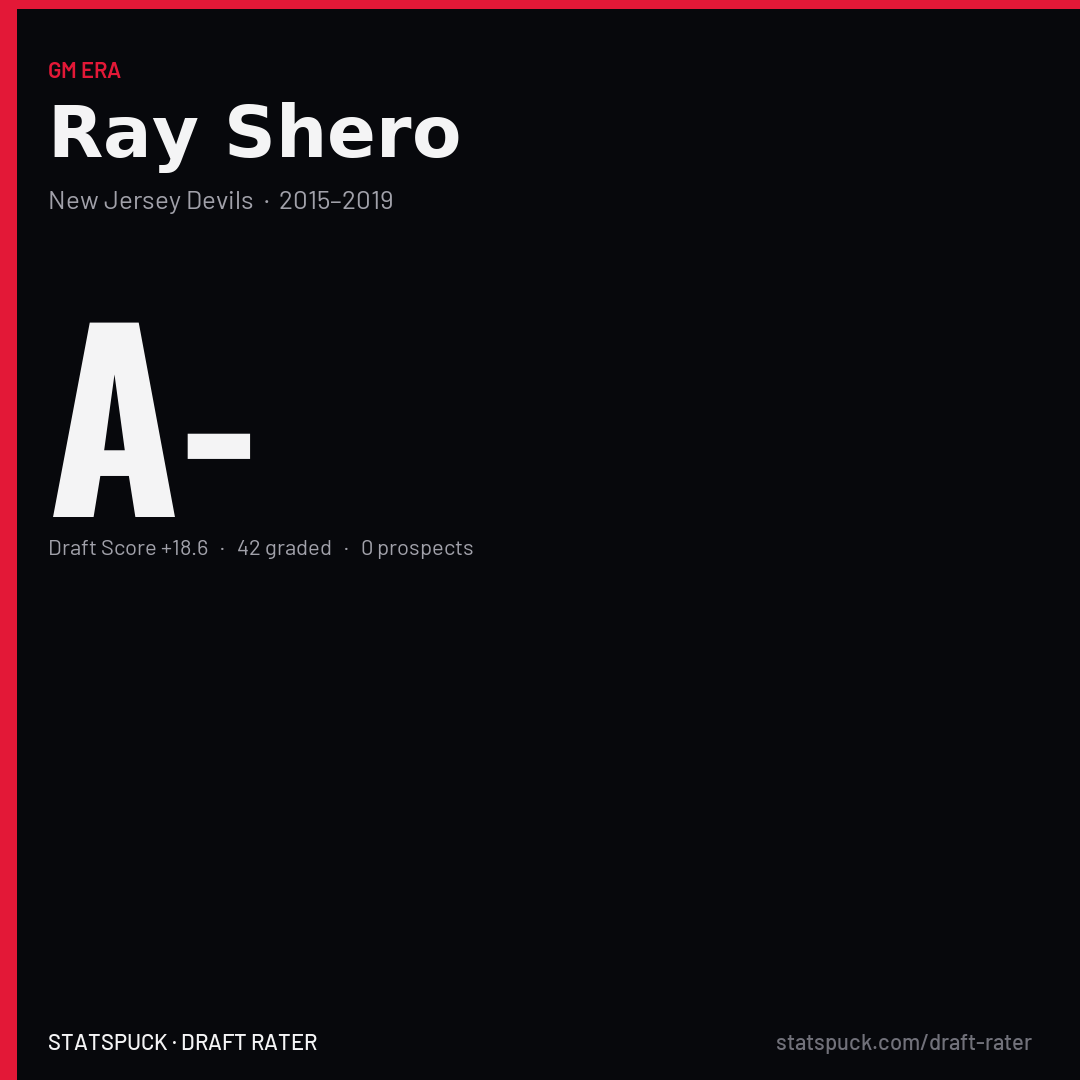 GM ERA
Ray Shero
New Jersey Devils · 2015–2019
A-
Draft Score +18.6 · 42 graded · 0 prospects
STATSPUCK · DRAFT RATER
statspuck.com/draft-rater